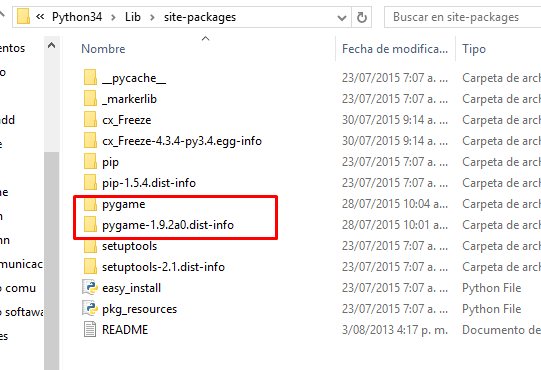 « Python34 › Lib › site-packages
Buscar en site-packages
Nombre Fecha de modifica... Tipo
__pycache__ 23/07/2015 7:07 a. ... Carpeta de arch
_markerlib 23/07/2015 7:07 a. ... Carpeta de arch
cx_Freeze 30/07/2015 9:14 a. ... Carpeta de arch
cx_Freeze-4.3.4-py3.4.egg-info 30/07/2015 9:14 a. ... Carpeta de arch
pip 23/07/2015 7:07 a. ... Carpeta de arch
pip-1.5.4.dist-info 23/07/2015 7:07 a. ... Carpeta de arch
pygame 28/07/2015 10:04 a... Carpeta de arch
pygame-1.9.2a0.dist-info 28/07/2015 10:01 a... Carpeta de arch
setuptools 23/07/2015 7:07 a. ... Carpeta de arch
setuptools-2.1.dist-info 23/07/2015 7:07 a. ... Carpeta de arch
easy_install 23/07/2015 7:07 a. ... Python File
pkg_resources 23/07/2015 7:07 a. ... Python File
README 3/08/2013 4:17 p. m. Documento de
entos
o
add
e
ne
o
nn
municac
o comu
o softawa
es